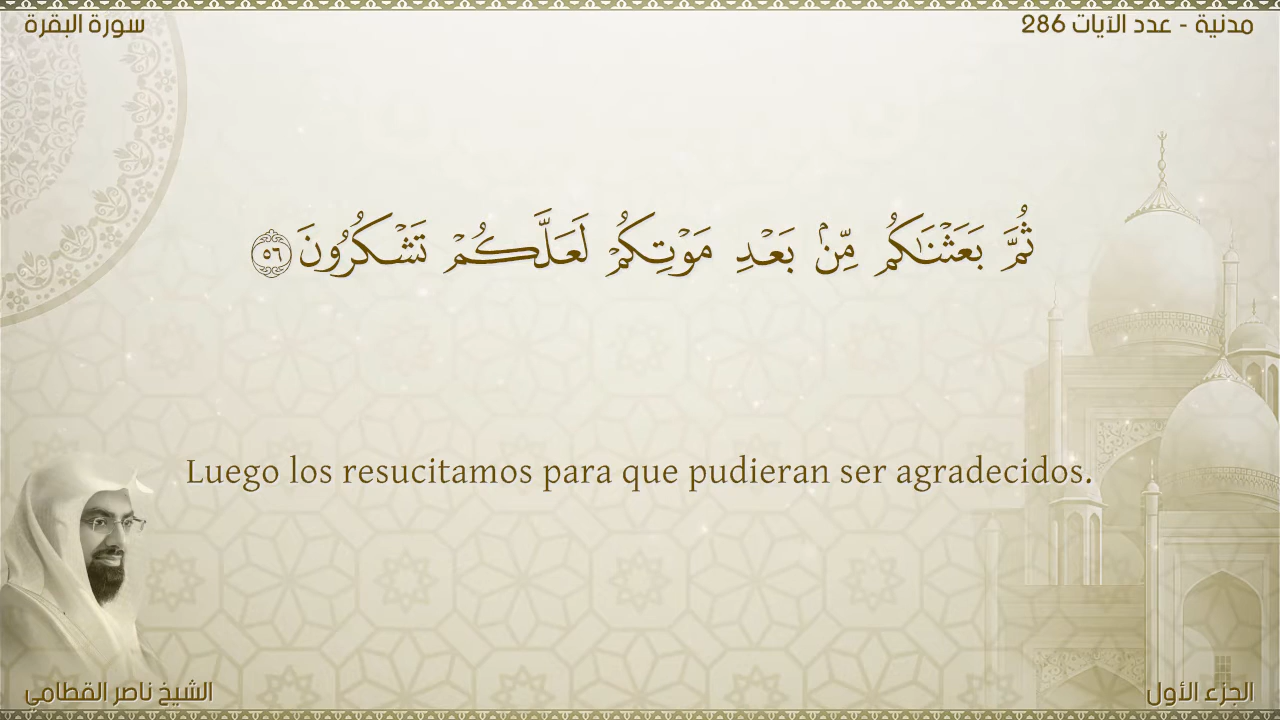 مدنية - عدد الآيات 286
سورة البقرة
ثُمَّ بَعَثْنَـٰكُم مِّنۢ بَعْدِ مَوْتِكُمْ لَعَلَّكُمْ تَشْكُرُونَ ٥٦
Luego los resucitamos para que pudieran ser agradecidos.
الشيخ ناصر القطامي
الجزء الأول